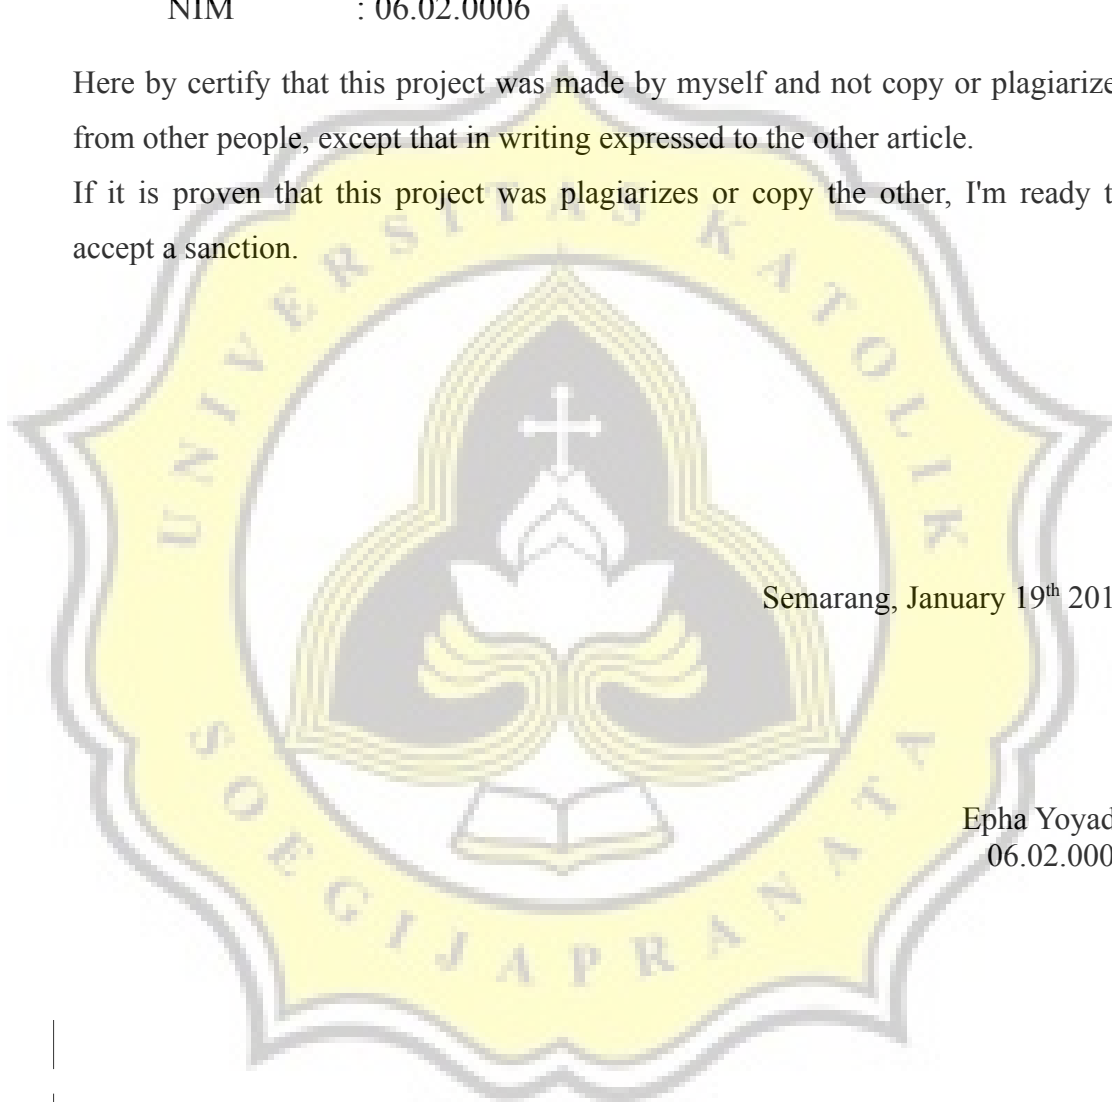 NIM : 06.02.0006
Here by certify that this project was made by myself and not copy or plagiarize
from other people, except that in writing expressed to the other article.
If it is proven that this project was plagiarizes or copy the other, I'm ready t
accept a sanction.
UNIVERSITAS KATOLIK
Semarang, January 19th 201
Epha Yoyad
06.02.000
SOEGIJAPRANATA